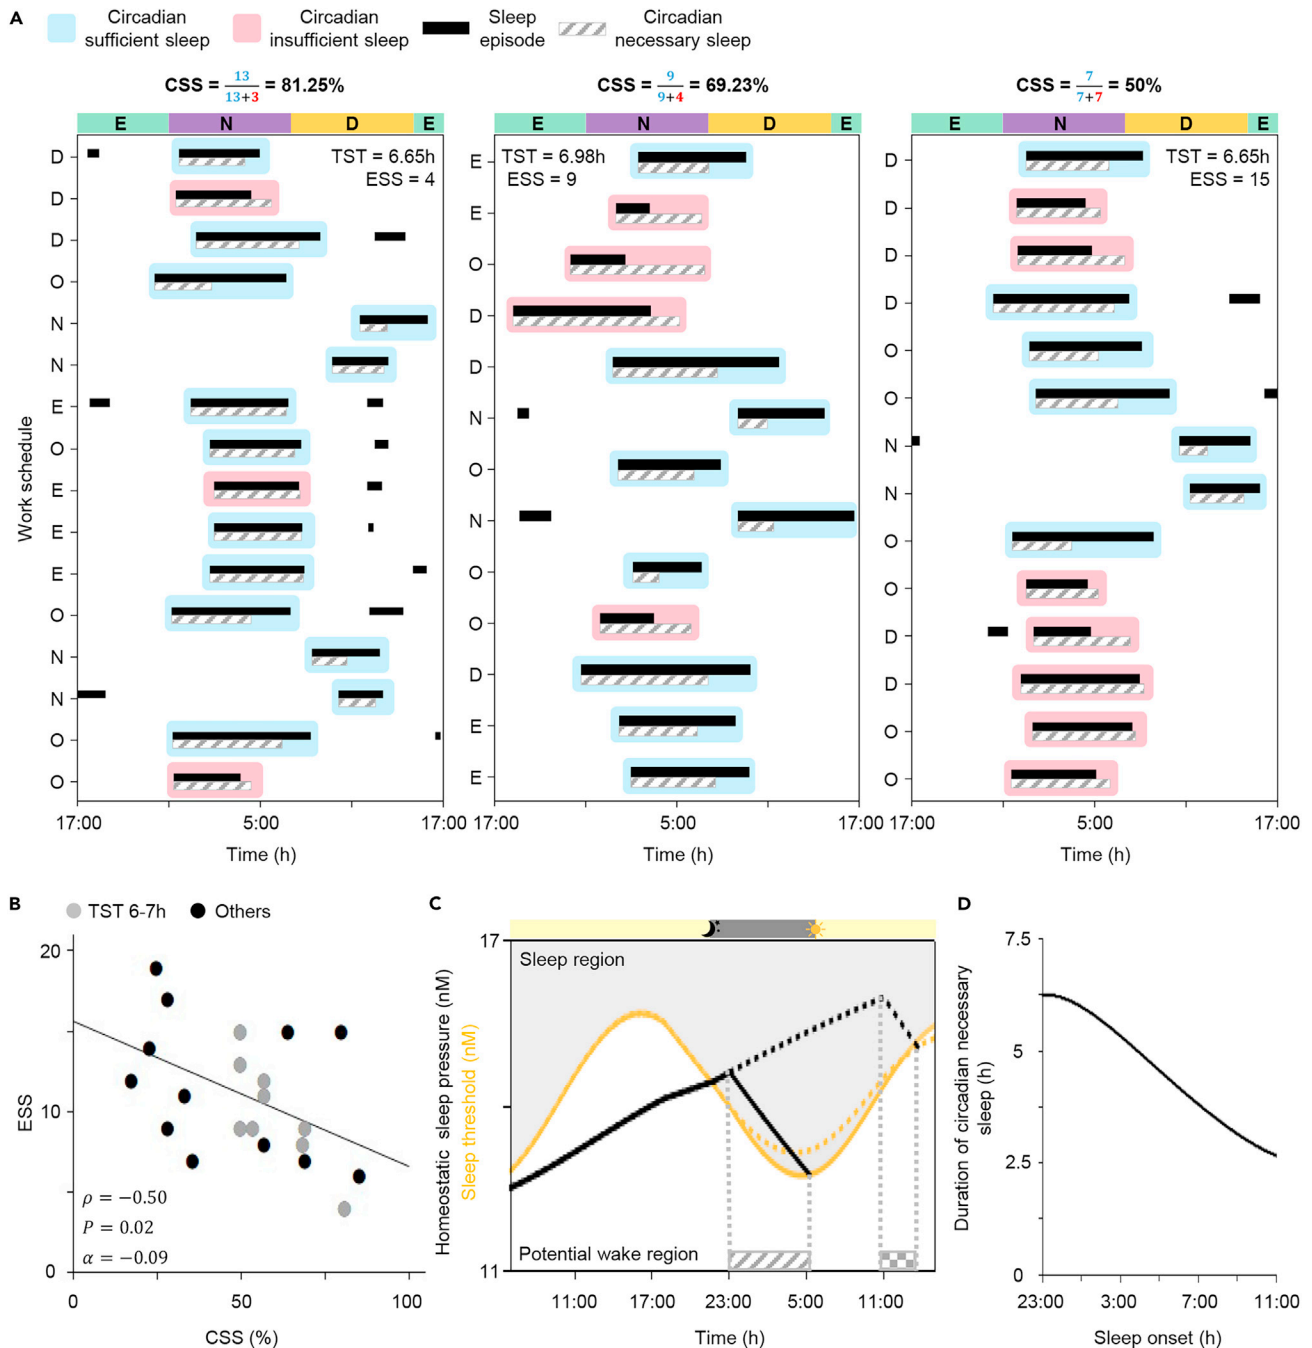 A
Circadian
sufficient sleep
Circadian
insufficient sleep
Sleep
episode
Circadian
necessary sleep
CSS = 13/13+3 = 81.25%
E N D E
TST = 6.65h
ESS = 4
Work schedule
D
D
D
O
N
N
E
O
E
E
E
O
N
N
O
O
17:00 5:00 17:00
Time (h)
CSS = 9/9+4 = 69.23%
E N D E
TST = 6.98h
ESS = 9
E
E
O
D
D
N
O
N
O
O
D
E
E
17:00 5:00 17:00
Time (h)
CSS = 7/7+7 = 50%
E N D E
TST = 6.65h
ESS = 15
D
D
D
D
O
O
N
N
O
O
D
D
O
O
17:00 5:00 17:00
Time (h)
B
TST 6-7h
Others
ESS
20
10
0
ρ = −0.50
P = 0.02
α = −0.09
0 50 100
CSS (%)
C
Homeostatic sleep pressure (nM)
Sleep threshold (nM)
17
11
Sleep region
Potential wake region
11:00 17:00 23:00 5:00 11:00
Time (h)
D
Duration of circadian necessary
sleep (h)
7.5
5
2.5
0
23:00 3:00 7:00 11:00
Sleep onset (h)